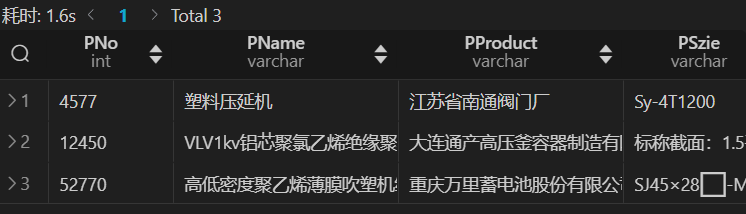 耗时: 1.6s 1 Total 3
PNo PName PProduct PSzie
int varchar varchar varchar
1 4577 塑料压延机 江苏省南通阀门厂 Sy-4T1200
2 12450 VLV1kv铝芯聚氯乙烯绝缘聚 大连通产高压釜容器制造有 标称截面：1.5
3 52770 高低密度聚乙烯薄膜吹塑机 重庆万里蓄电池股份有限公 SJ45×28□-M